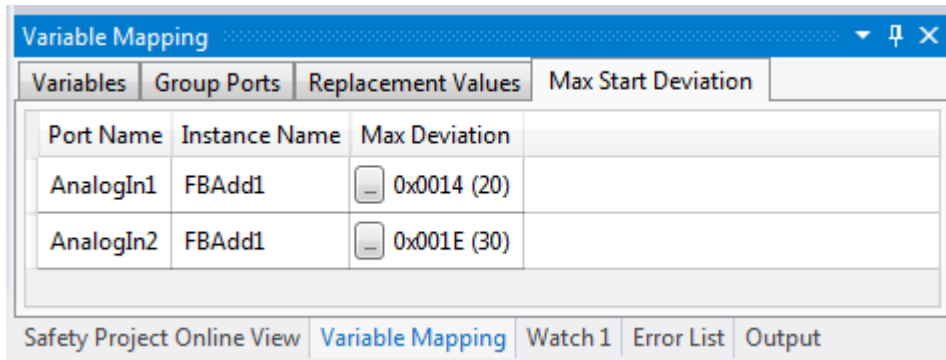 Variable Mapping
Variables Group Ports Replacement Values Max Start Deviation
Port Name Instance Name Max Deviation
AnalogIn1 FBAdd1 ... 0x0014 (20)
AnalogIn2 FBAdd1 ... 0x001E (30)
Safety Project Online View Variable Mapping Watch 1 Error List Output